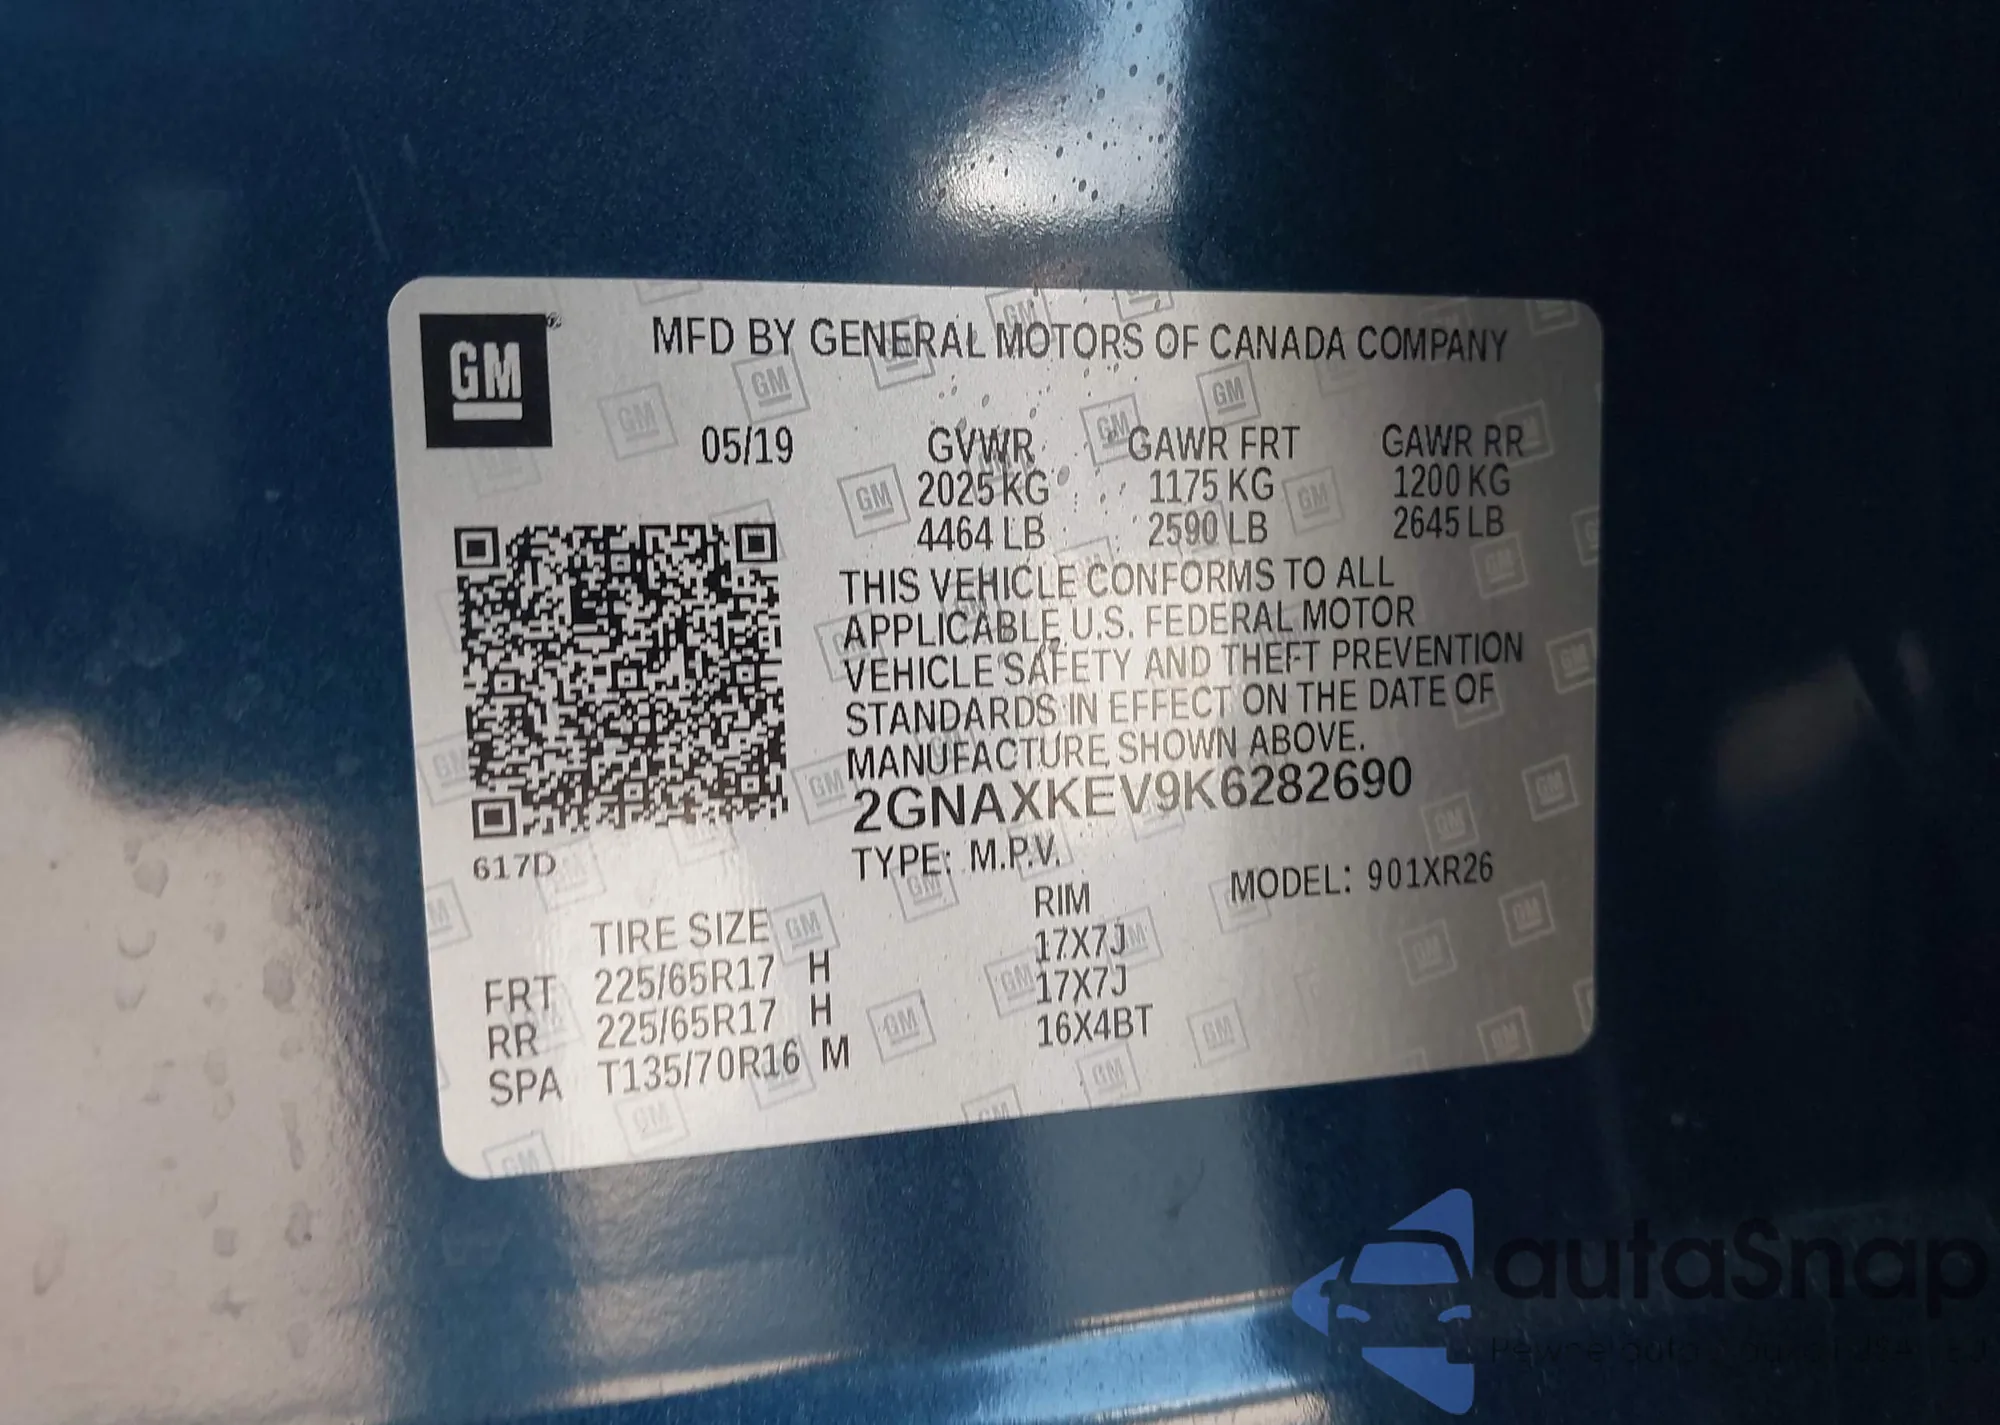 GM
MFD BY GENERAL MOTORS OF CANADA COMPANY
05/19 GVWR GAWR FRT GAWR RR
2025 KG 1175 KG 1200 KG
4464 LB 2590 LB 2645 LB
THIS VEHICLE CONFORMS TO ALL
APPLICABLE U.S. FEDERAL MOTOR
VEHICLE SAFETY AND THEFT PREVENTION
STANDARDS IN EFFECT ON THE DATE OF
MANUFACTURE SHOWN ABOVE.
2GNAXKEV9K6282690
617D
TYPE: M.P.V. MODEL: 901XR26
TIRE SIZE RIM
FRT 225/65R17 H 17X7J
RR 225/65R17 H 17X7J
SPA T135/70R16 M 16X4BT
autaSnap